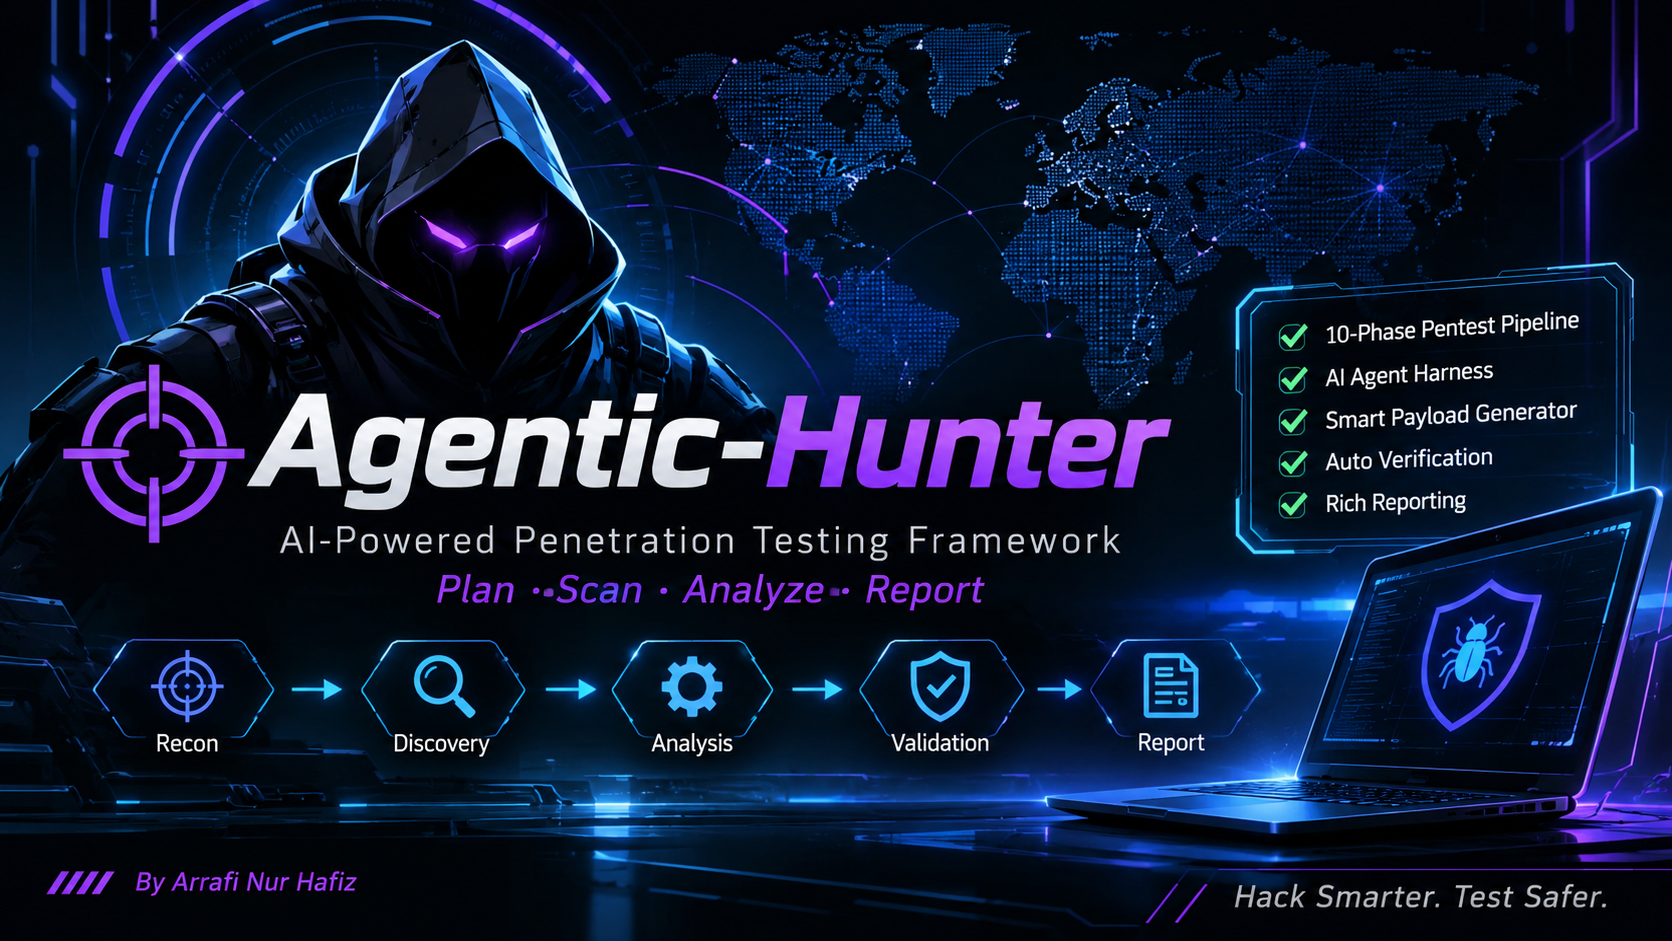 Agentic-Hunter
AI-Powered Penetration Testing Framework
Plan · Scan · Analyze · Report
10-Phase Pentest Pipeline
AI Agent Harness
Smart Payload Generator
Auto Verification
Rich Reporting
Recon
Discovery
Analysis
Validation
Report
By Arrafi Nur Hafiz
Hack Smarter. Test Safer.